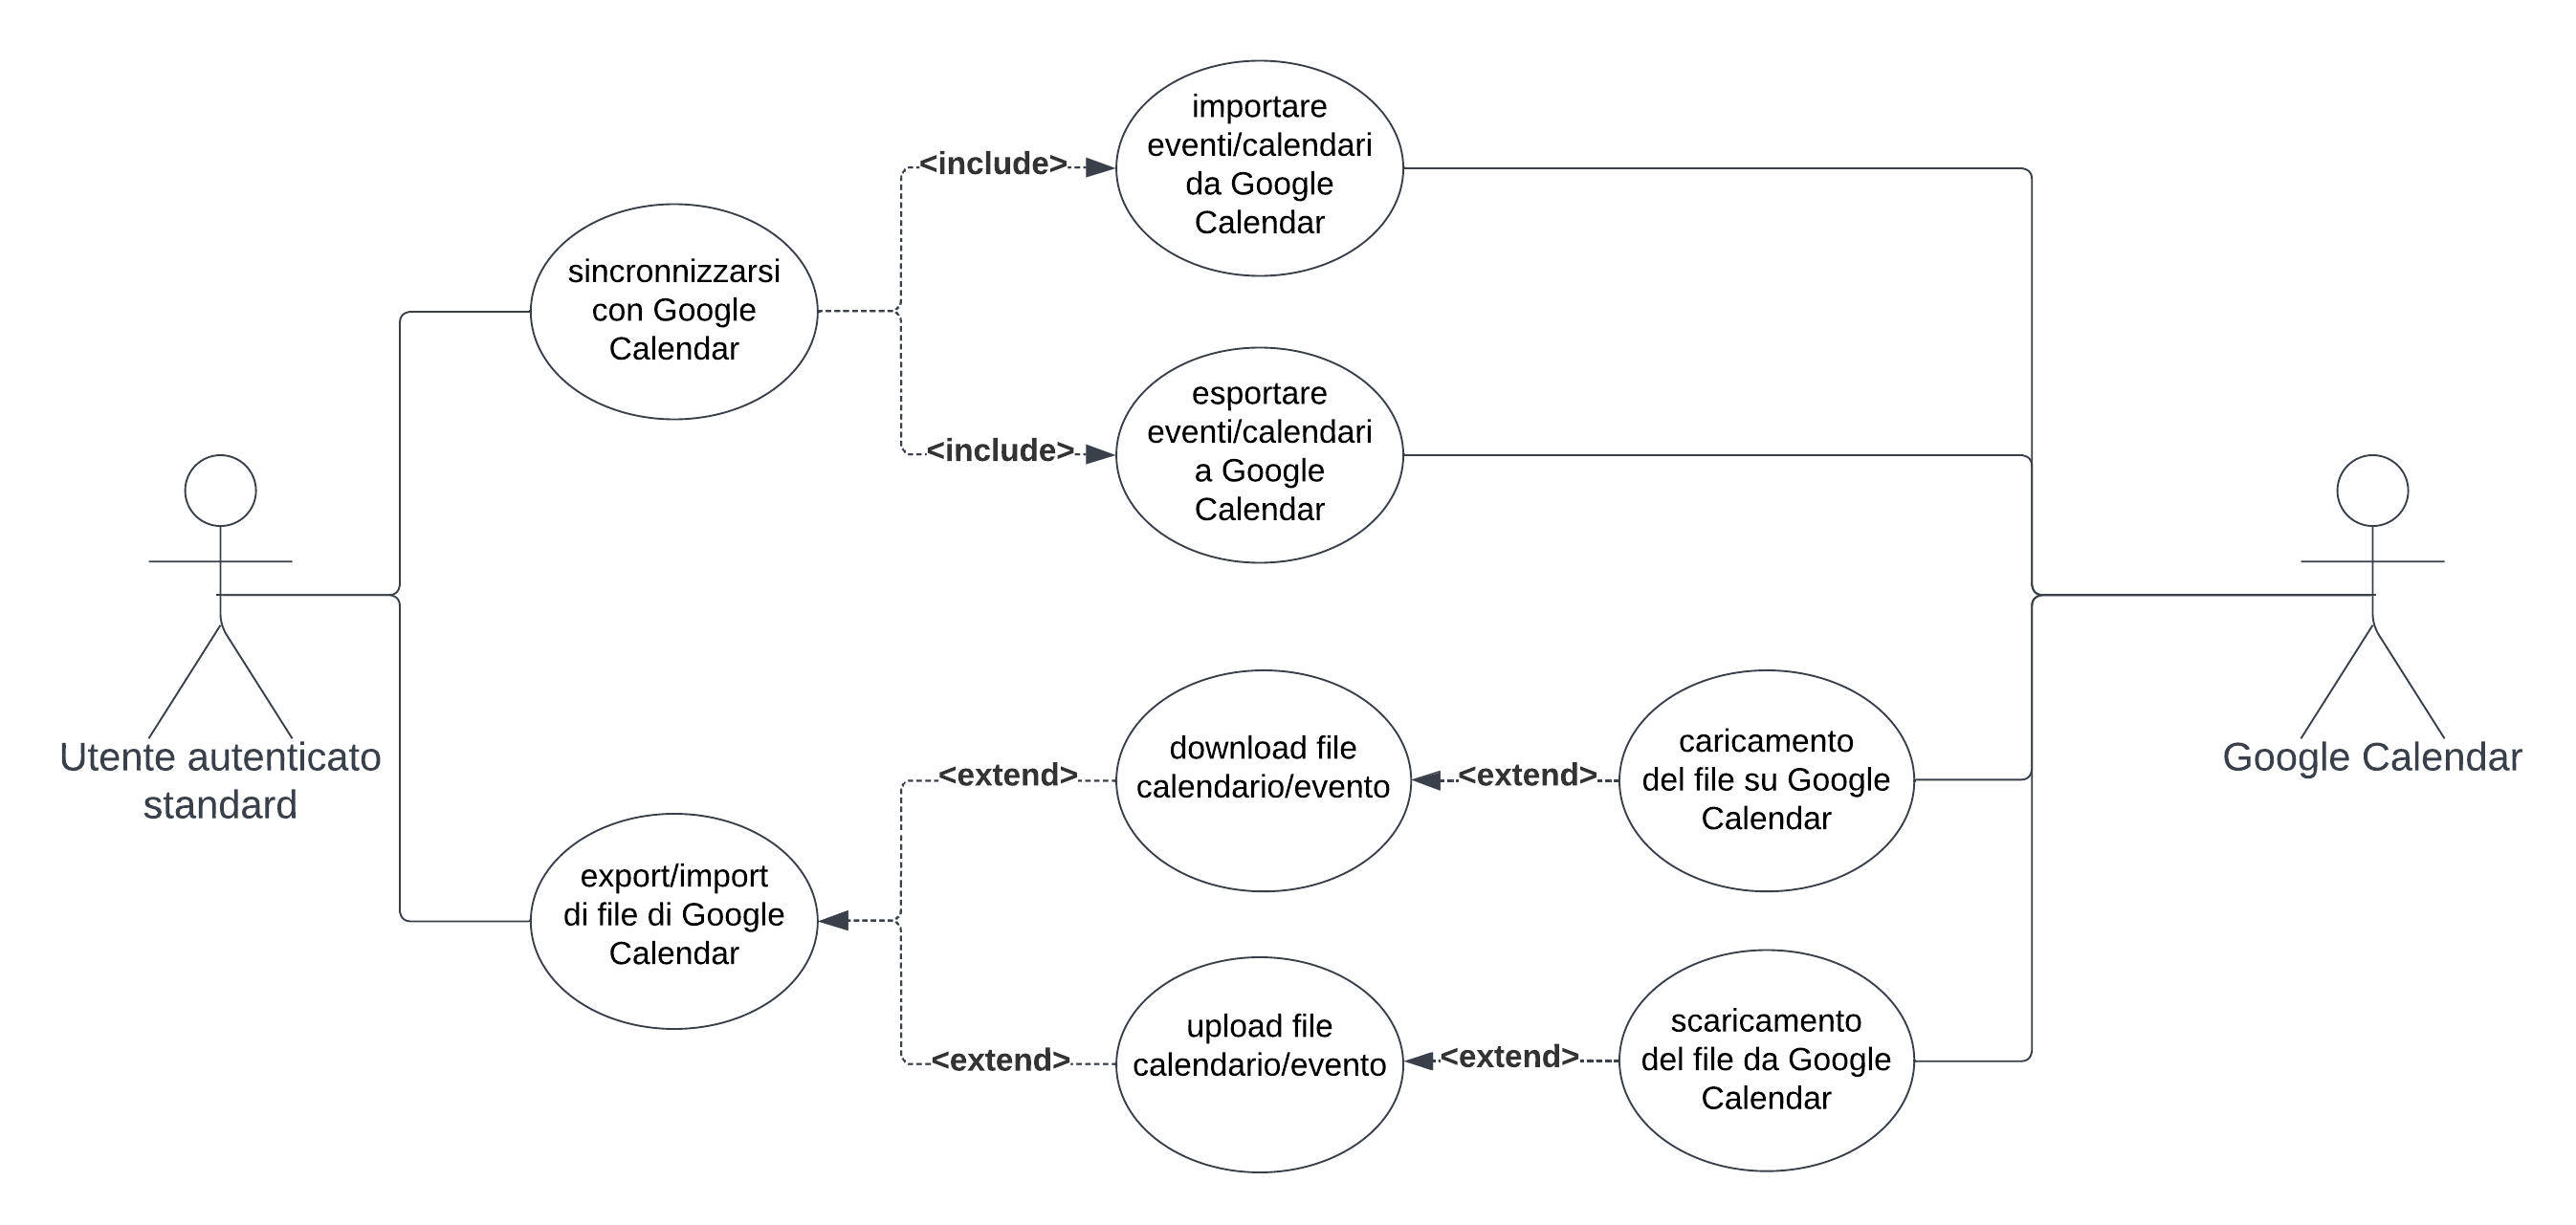 importare
eventi/calendari
da Google
Calendar
<include>
sincronnizzarsi
con Google
Calendar
esportare
eventi/calendari
a Google
Calendar
<include>
Utente autenticato
standard
Google Calendar
download file
calendario/evento
<extend>
caricamento
del file su Google
Calendar
<extend>
export/import
di file di Google
Calendar
upload file
calendario/evento
<extend>
scaricamento
del file da Google
Calendar
<extend>